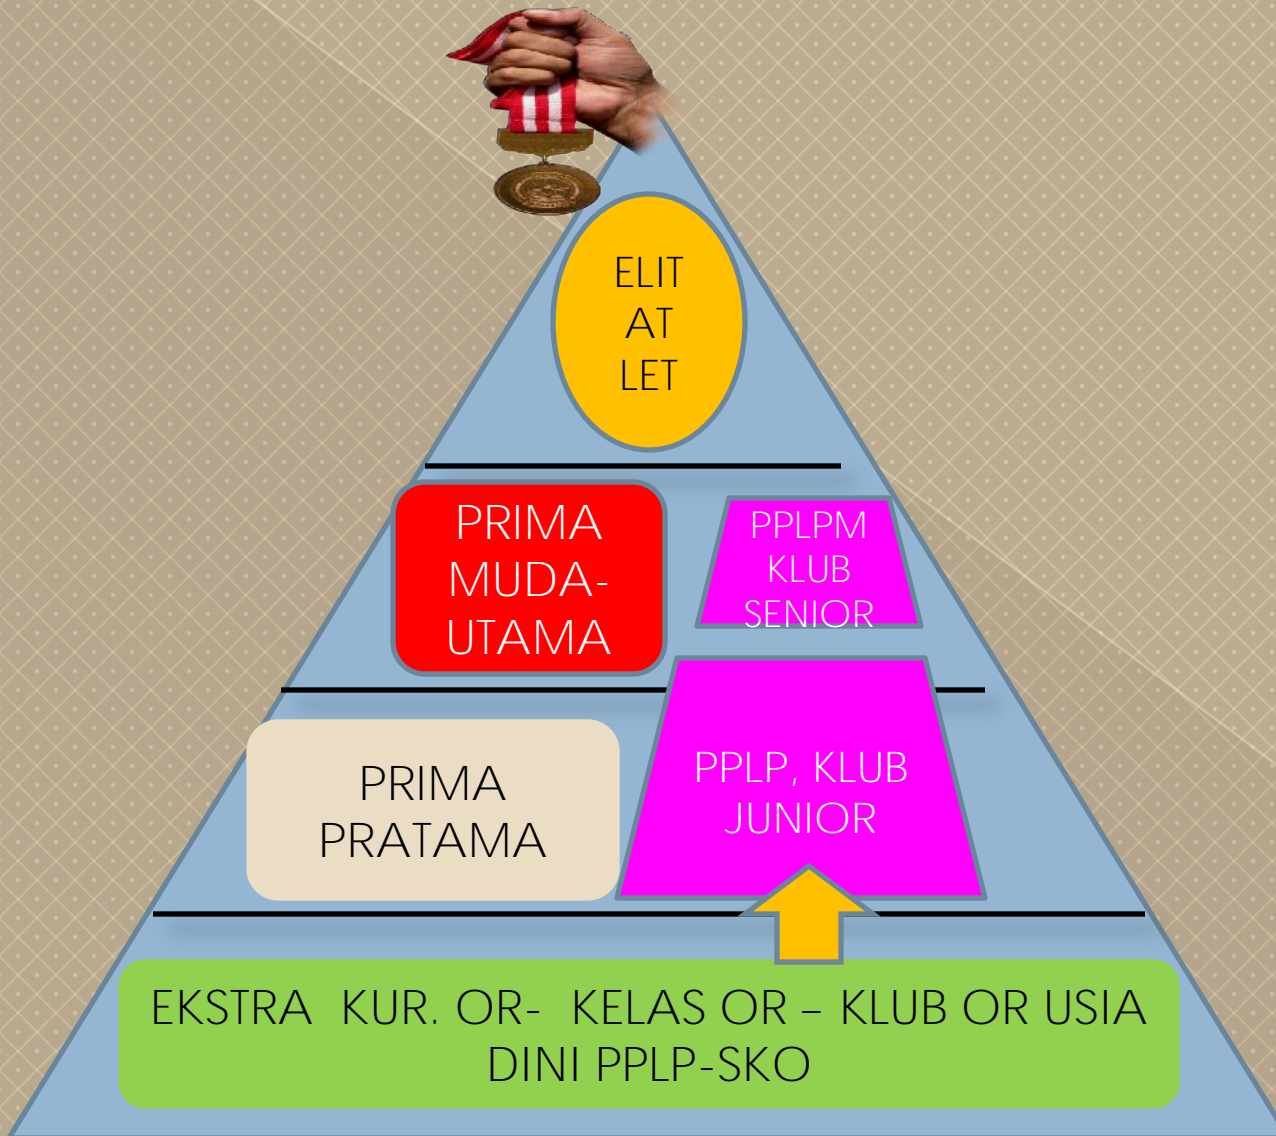 ELIT
AT
LET
PRIMA
MUDA-
UTAMA
PPLPM
KLUB
SENIOR
PRIMA
PRATAMA
PPLP, KLUB
JUNIOR
EKSTRA KUR. OR- KELAS OR – KLUB OR USIA
DINI PPLP-SKO